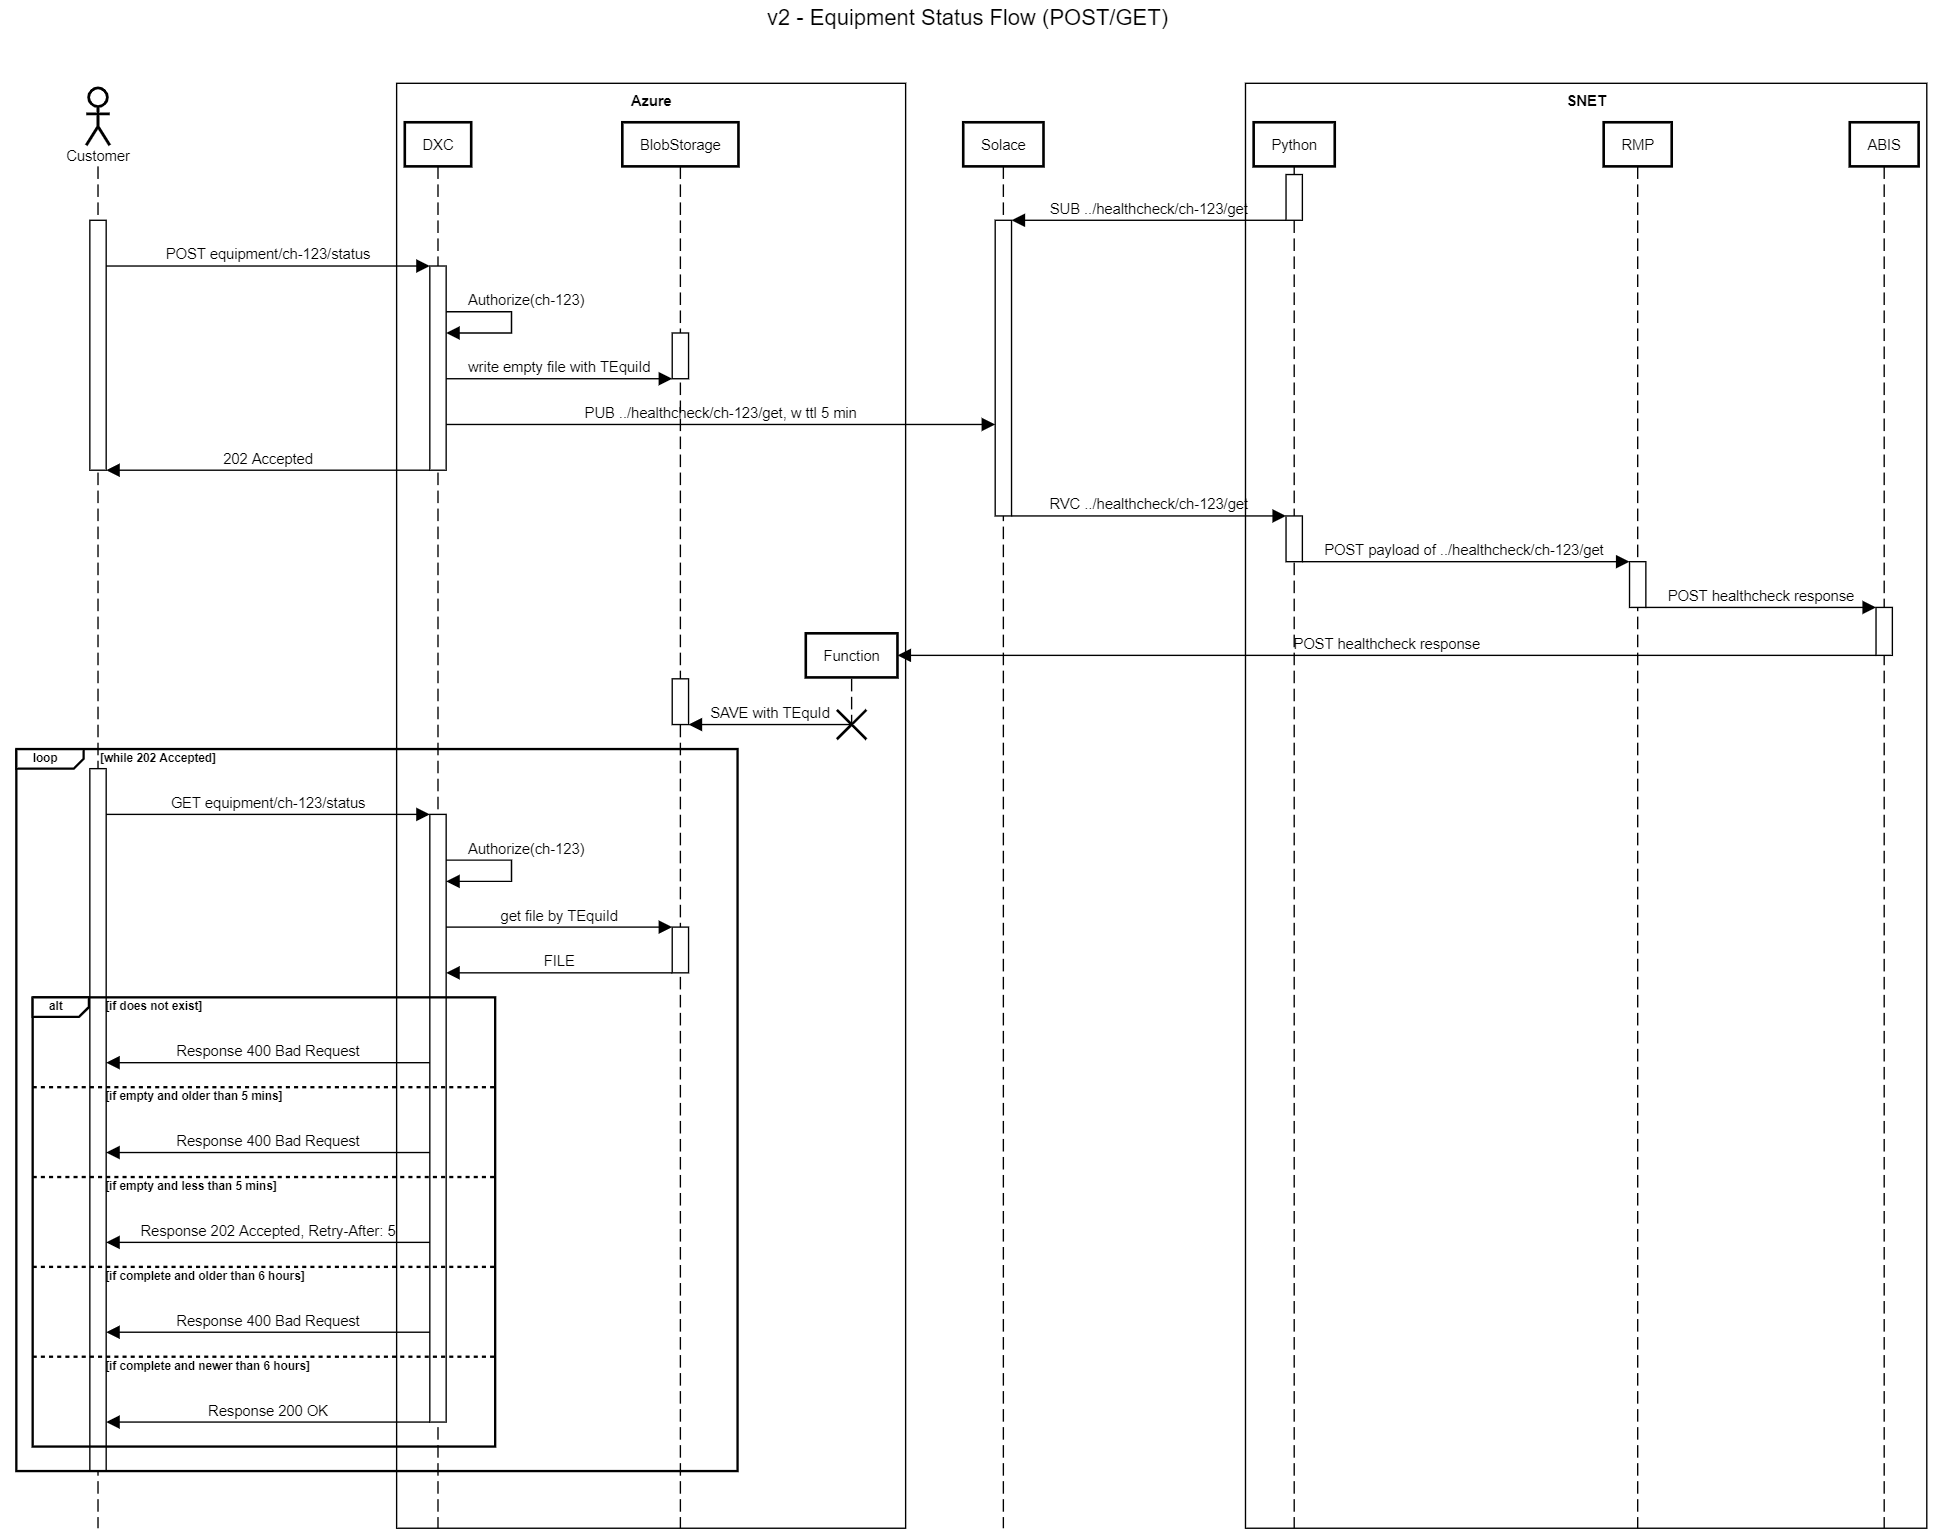 v2 - Equipment Status Flow (POST/GET)
Azure
SNET
Customer
DXC
BlobStorage
Solace
Python
RMP
ABIS
SUB ../healthcheck/ch-123/get
POST equipment/ch-123/status
Authorize(ch-123)
write empty file with TEquiId
PUB ../healthcheck/ch-123/get, w ttl 5 min
202 Accepted
RVC ../healthcheck/ch-123/get
POST payload of ../healthcheck/ch-123/get
POST healthcheck response
POST healthcheck response
Function
SAVE with TEquId
loop [while 202 Accepted]
GET equipment/ch-123/status
Authorize(ch-123)
get file by TEquiId
FILE
alt [if does not exist]
Response 400 Bad Request
[if empty and older than 5 mins]
Response 400 Bad Request
[if empty and less than 5 mins]
Response 202 Accepted, Retry-After: 5
[if complete and older than 6 hours]
Response 400 Bad Request
[if complete and newer than 6 hours]
Response 200 OK